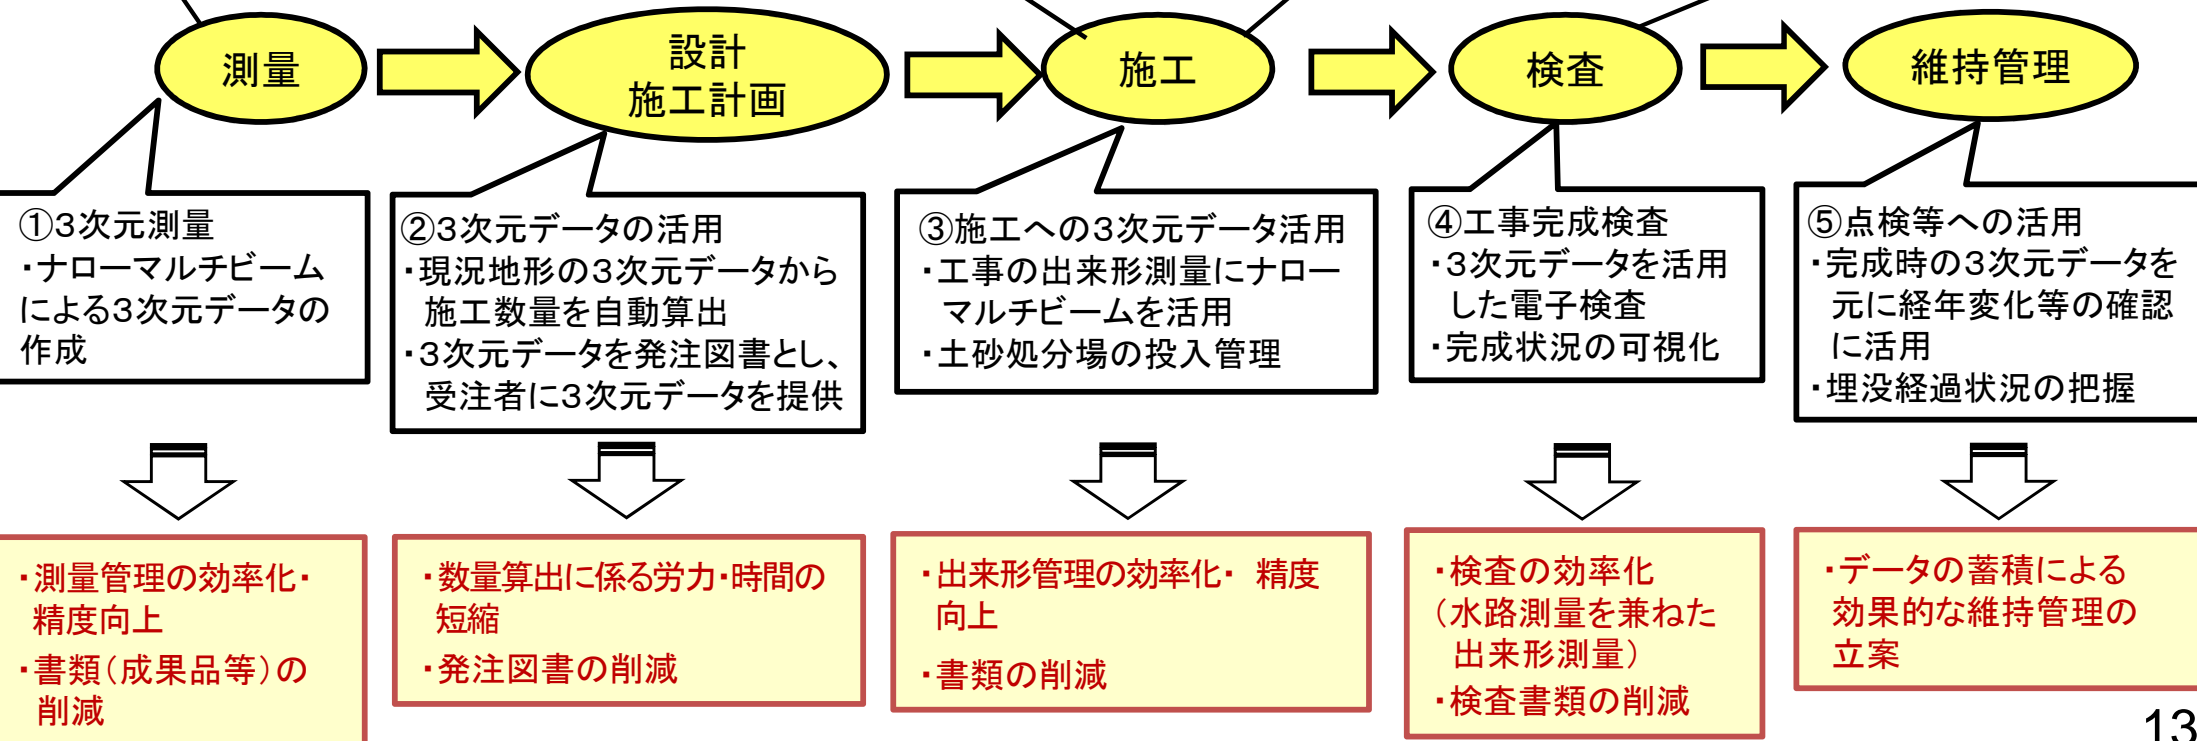 測量
設計
施工計画
施工
検査
維持管理
①3次元測量
・ナローマルチビーム
による3次元データの
作成
②3次元データの活用
・現況地形の3次元データから
施工数量を自動算出
・3次元データを発注図書とし、
受注者に3次元データを提供
③施工への3次元データ活用
・工事の出来形測量にナロー
マルチビームを活用
・土砂処分場の投入管理
④工事完成検査
・3次元データを活用
した電子検査
・完成状況の可視化
⑤点検等への活用
・完成時の3次元データを
元に経年変化等の確認
に活用
・埋没経過状況の把握
・測量管理の効率化・
精度向上
・書類(成果品等)の
削減
・数量算出に係る労力・時間の
短縮
・発注図書の削減
・出来形管理の効率化・ 精度
向上
・書類の削減
・検査の効率化
(水路測量を兼ねた
出来形測量)
・検査書類の削減
・データの蓄積による
効果的な維持管理の
立案
13